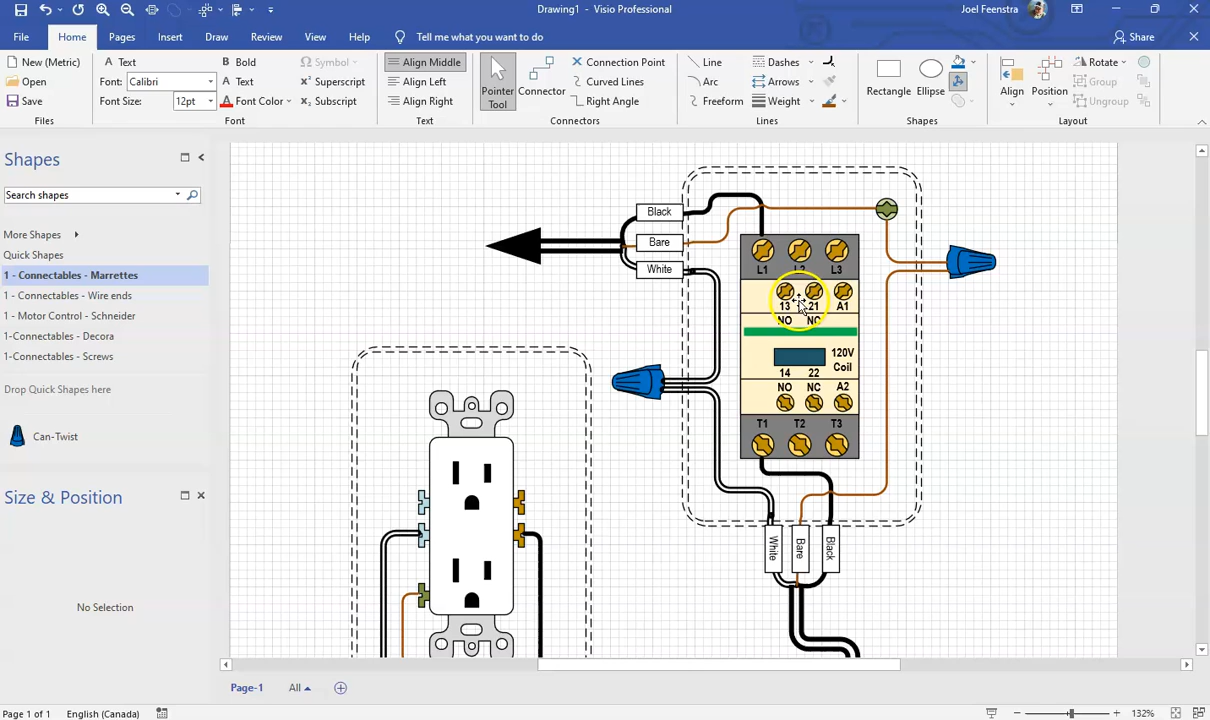 Drawing1 - Visio Professional
Joel Feenstra
File Home Pages Insert Draw Review View Help Tell me what you want to do Share
New (Metric)
Open
Save
Files
Text
Font: Calibri
Font Size: 12pt
Bold
Text
Font Color
Symbol
Superscript
Subscript
Font
Align Middle
Align Left
Align Right
Text
Pointer
Tool
Connector
Connection Point
Curved Lines
Right Angle
Connectors
Line
Arc
Freeform
Dashes
Arrows
Weight
Lines
Rectangle
Ellipse
Shapes
Align
Position
Rotate
Group
Ungroup
Layout
Shapes
Search shapes
More Shapes
Quick Shapes
1 - Connectables - Marrettes
1 - Connectables - Wire ends
1 - Motor Control - Schneider
1-Connectables - Decora
1-Connectables - Screws
Drop Quick Shapes here
Can-Twist
Size & Position
No Selection
Black
Bare
White
L1 L2 L3
13 21 A1
NO NC
120V
Coil
14 22
NO NC A2
T1 T2 T3
White
Bare
Black
Page-1
All
Page 1 of 1
English (Canada)
132%